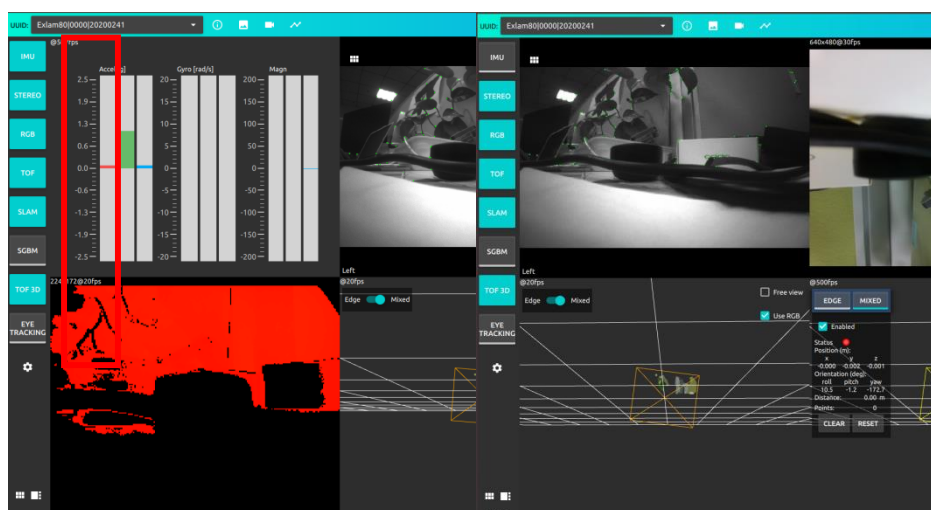 UUID: Exlam80|0000|20200241
IMU
STEREO
RGB
TOF
SLAM
SGBM
TOF 3D
EYE
TRACKING
Gyro [rad/s]
Magn
2.5
1.9
1.3
0.6
0.0
-0.6
-1.3
-1.9
-2.5
20
15
10
5
0
-5
-10
-15
-20
200
150
100
50
0
-50
-100
-150
-200
Left
@20fps
Edge Mixed
UUID: Exlam80|0000|20200241
IMU
STEREO
RGB
TOF
SLAM
SGBM
TOF 3D
EYE
TRACKING
640x480@30fps
Left
@20fps
Edge Mixed
Free view
Use RGB
@500fps
EDGE MIXED
Enabled
Status
Position (m):
x y z
-0.000 -0.002 -0.001
Orientation (deg):
roll pitch yaw
-10.5 -1.2 -172.7
Distance: 0.00 m
Points: 0
CLEAR RESET